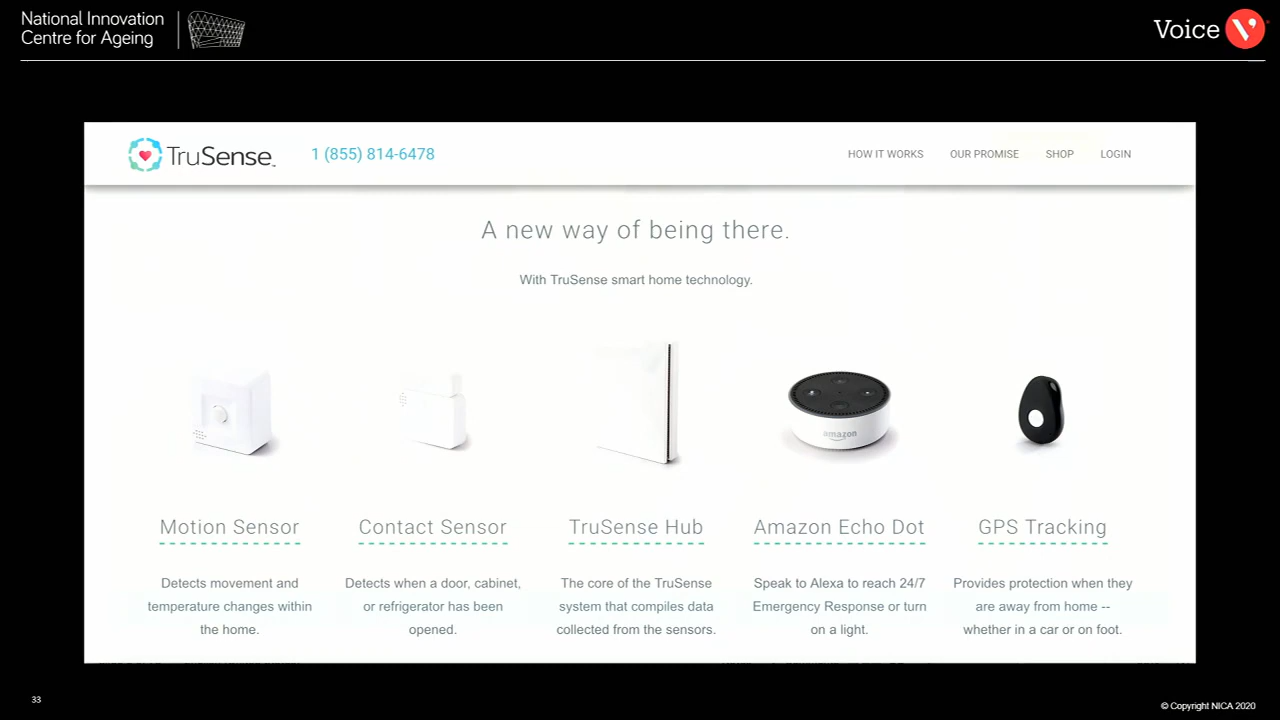 National Innovation
Centre for Ageing
Voice
TruSense™
1 (855) 814-6478
HOW IT WORKS
OUR PROMISE
SHOP
LOGIN
A new way of being there.
With TruSense smart home technology.
amazon
Motion Sensor
Contact Sensor
TruSense Hub
Amazon Echo Dot
GPS Tracking
Detects movement and
temperature changes within
the home.
Detects when a door, cabinet,
or refrigerator has been
opened.
The core of the TruSense
system that compiles data
collected from the sensors.
Speak to Alexa to reach 24/7
Emergency Response or turn
on a light.
Provides protection when they
are away from home --
whether in a car or on foot.
33
© Copyright NICA 2020